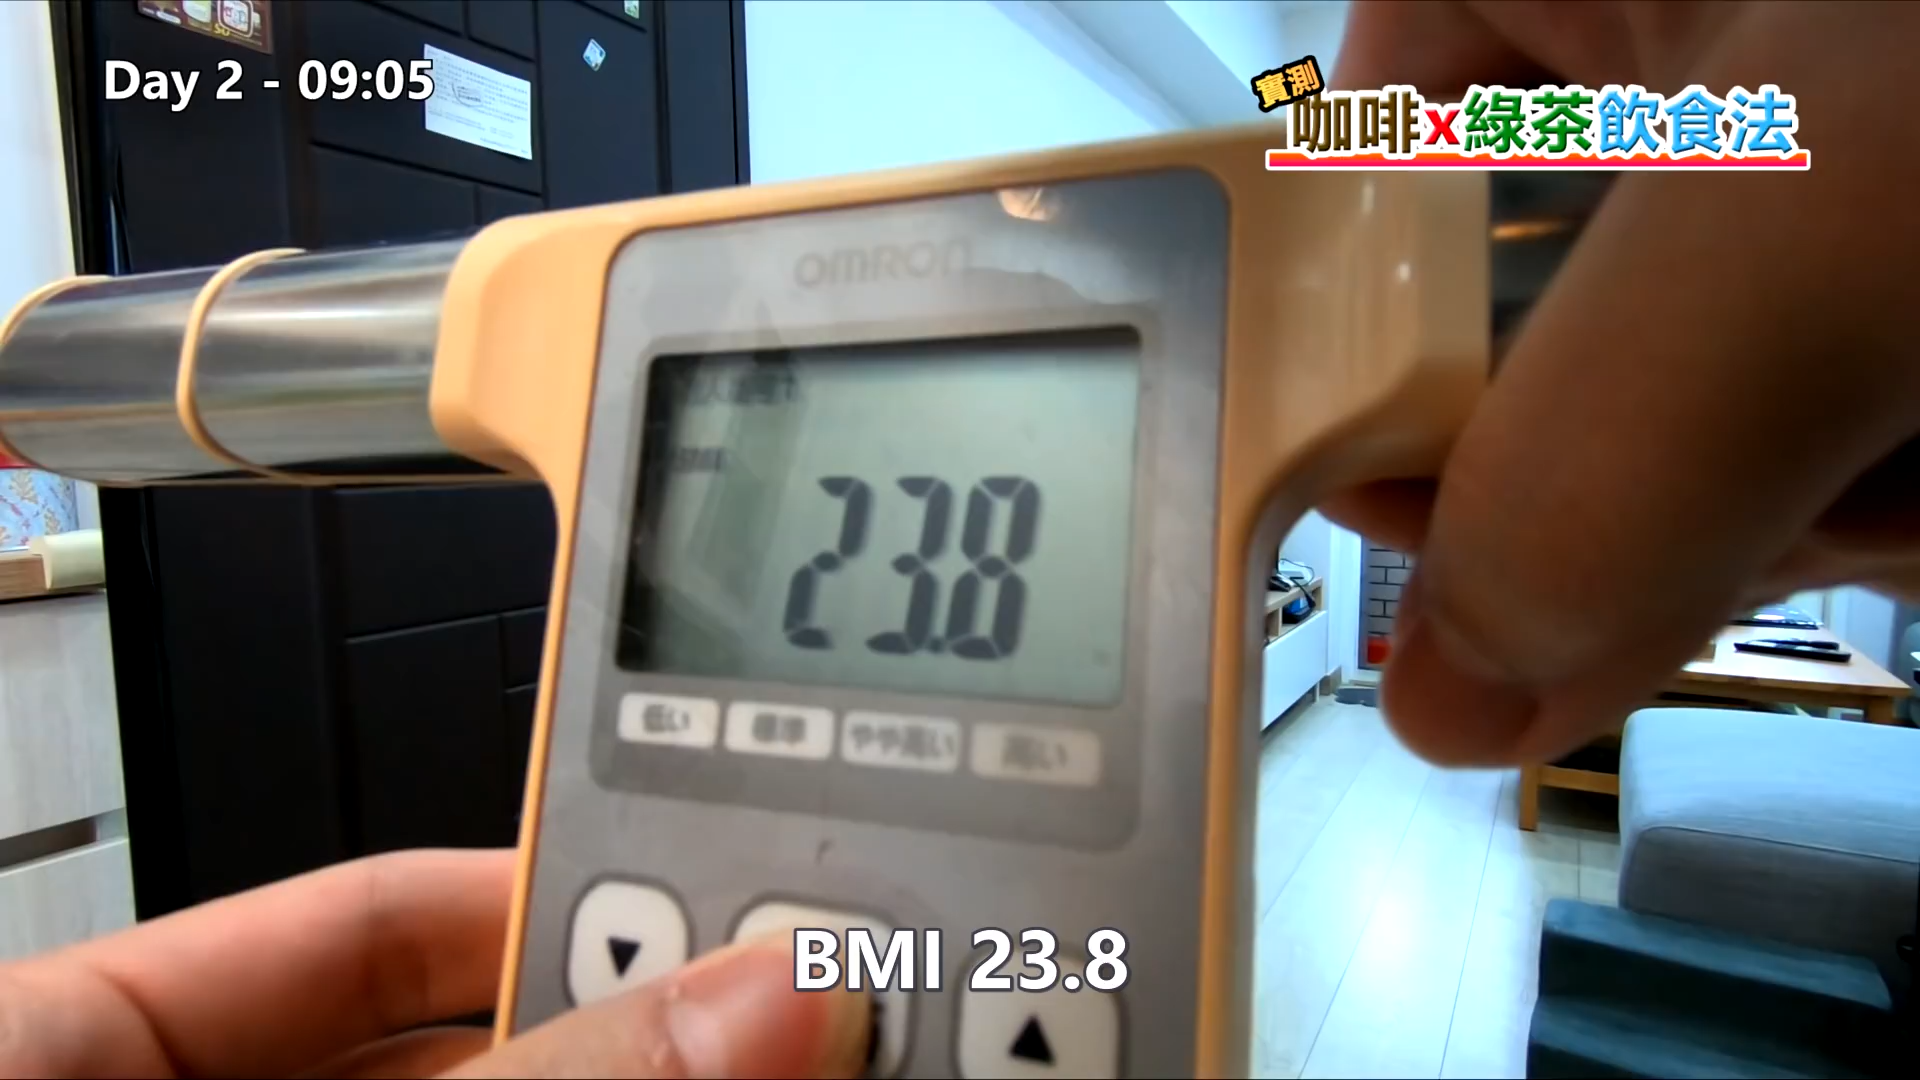 Day 2 - 09:05
實測
咖啡x綠茶飲食法
OMRON
BMI
23.8
低い 標準 やや高い 高い
BMI 23.8